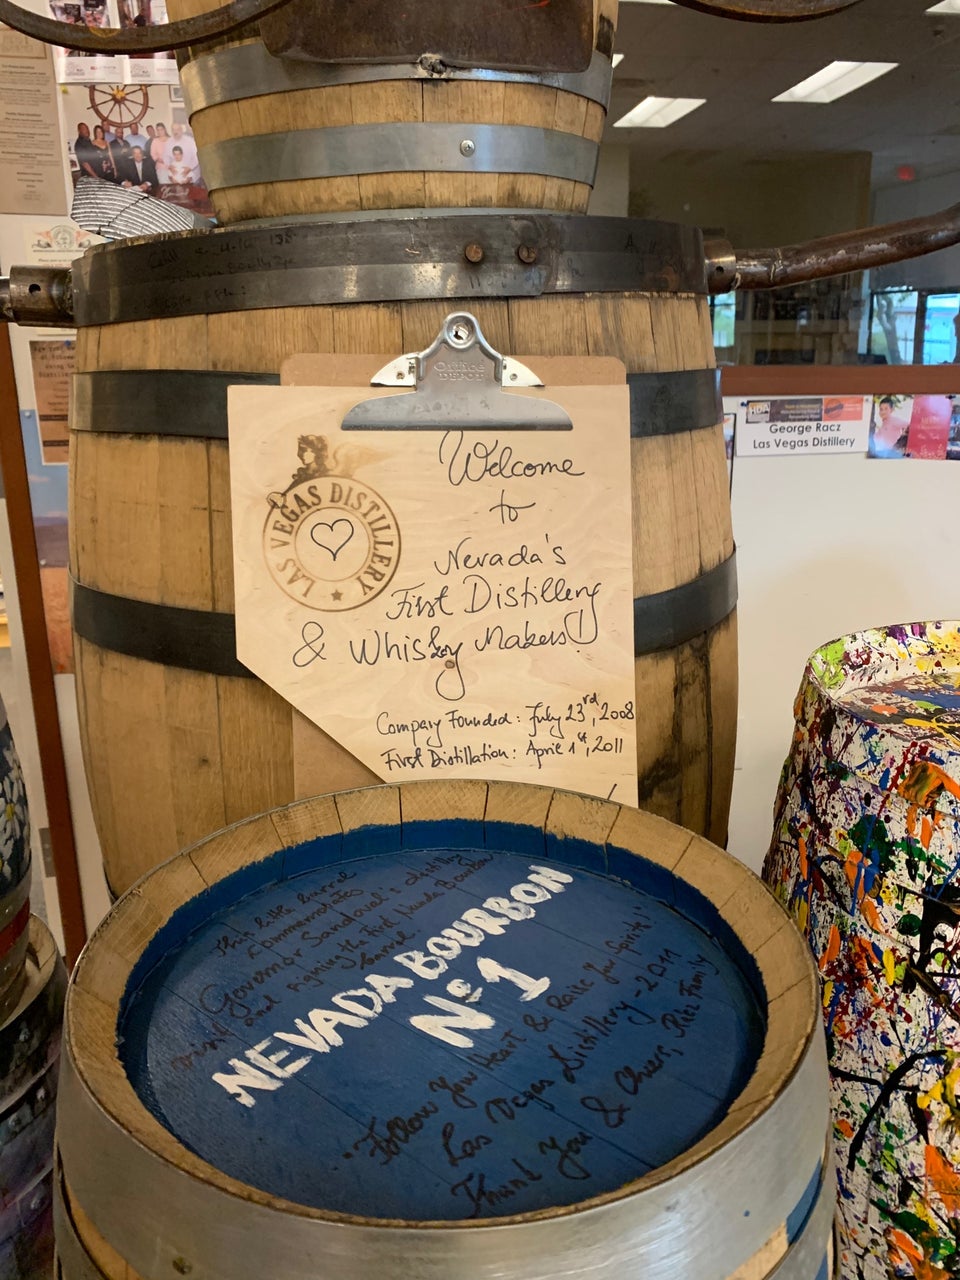 Office
DEPOT
LAS VEGAS DISTILLERY
Welcome
to
Nevada's
First Distillery
& Whisky Makers!
Company Founded: July 23rd, 2008
First Distillation: April 1st, 2011
HDA
George Racz
Las Vegas Distillery
This little barrel
Commemorates
Governor Sandoval's distillery
visit and signing the First Nevada Bourbon
barrel.
NEVADA BOURBON
Nº 1
"Follow Your Heart & Raise Your Spirits!"
Las Vegas Distillery - 2011
Thank You & Cheers, Racz Family